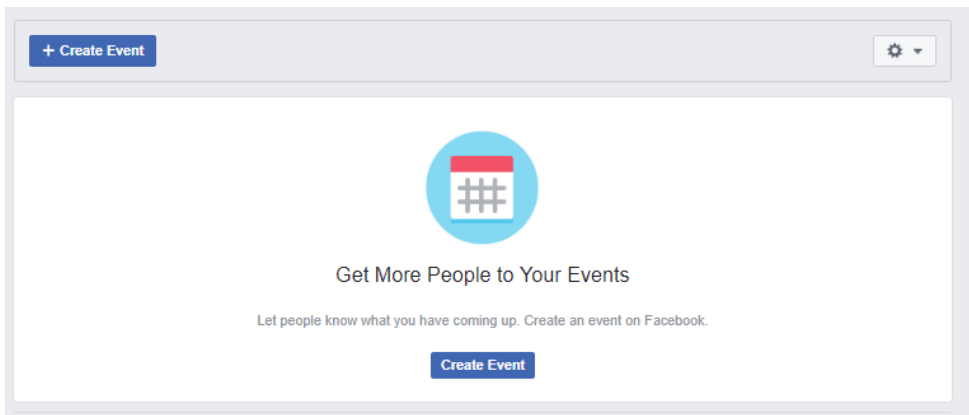 + Create Event
Get More People to Your Events
Let people know what you have coming up. Create an event on Facebook.
Create Event